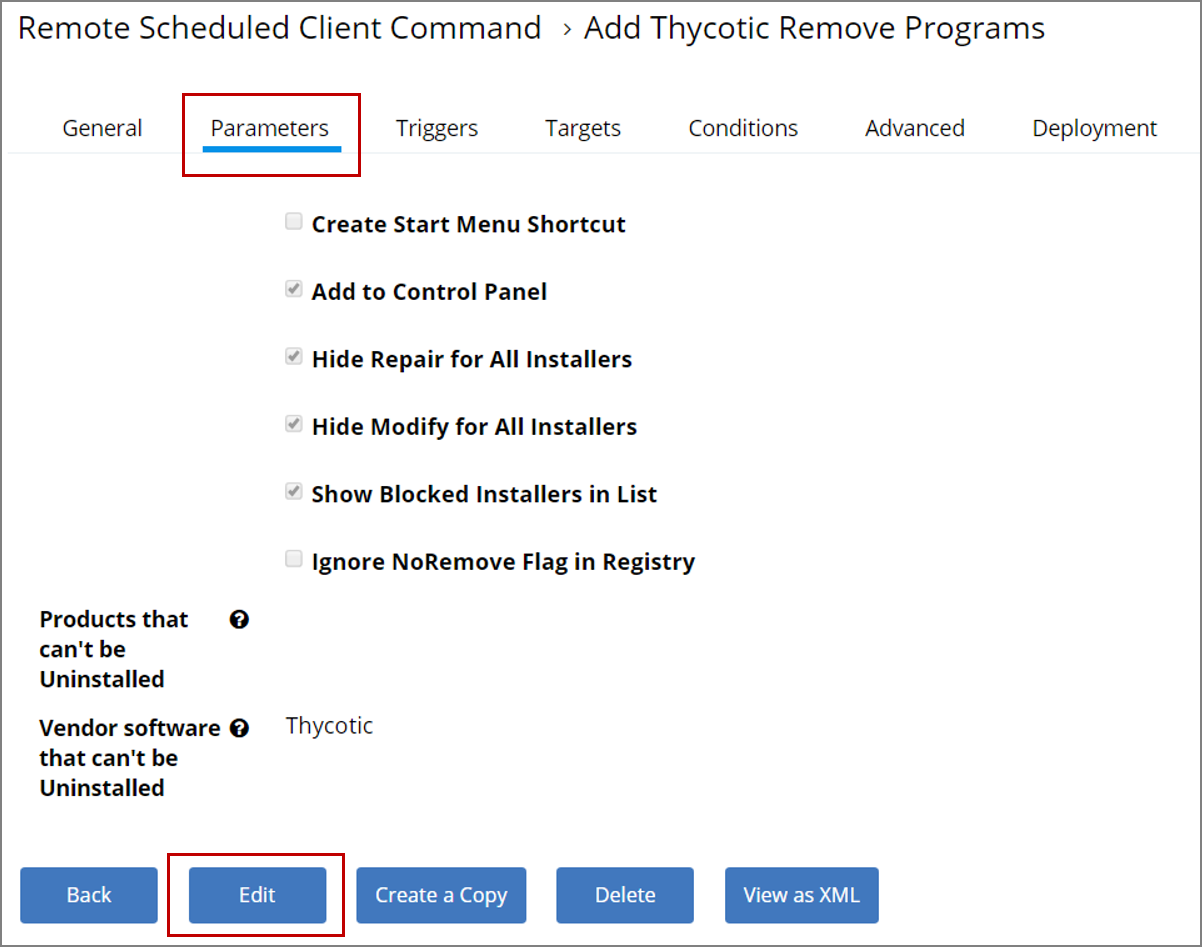 Remote Scheduled Client Command › Add Thycotic Remove Programs
General Parameters Triggers Targets Conditions Advanced Deployment
Create Start Menu Shortcut
Add to Control Panel
Hide Repair for All Installers
Hide Modify for All Installers
Show Blocked Installers in List
Ignore NoRemove Flag in Registry
Products that ?
can't be
Uninstalled
Vendor software ? Thycotic
that can't be
Uninstalled
Back Edit Create a Copy Delete View as XML